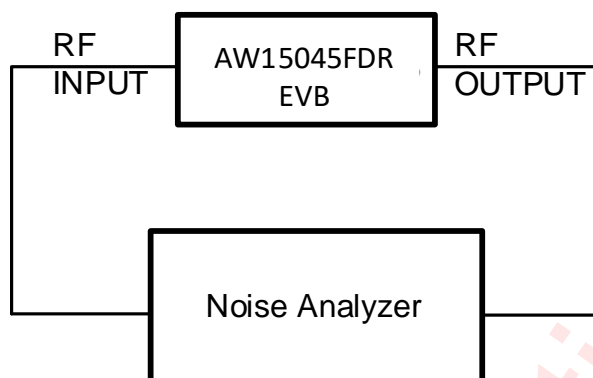 RF
INPUT
AW15045FDR
EVB
RF
OUTPUT
Noise Analyzer